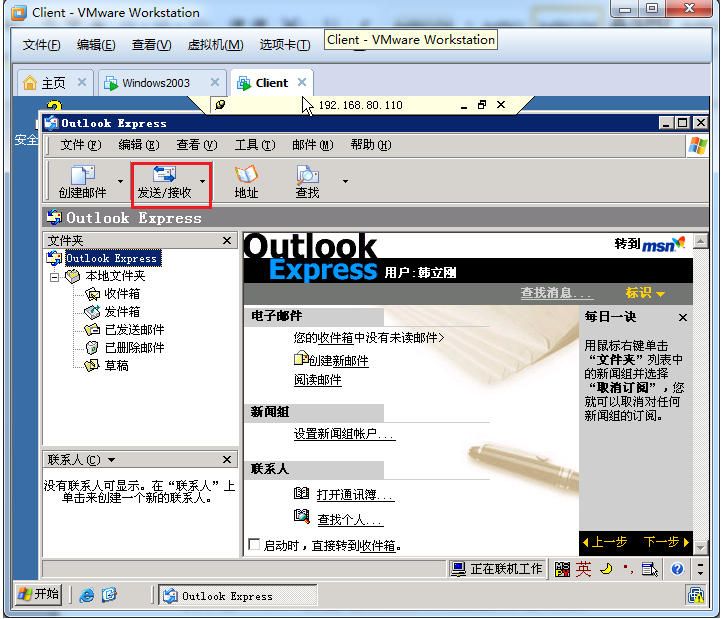 Client - VMware Workstation
文件(F) 编辑(E) 查看(V) 虚拟机(M) 选项卡(T)
Client - VMware Workstation
主页 Windows2003 Client
192.168.80.110
安全
Outlook Express
文件(F) 编辑(E) 查看(V) 工具(T) 邮件(M) 帮助(H)
创建邮件 发送/接收 地址 查找
Outlook Express
文件夹
Outlook Express
本地文件夹
收件箱
发件箱
已发送邮件
已删除邮件
草稿
联系人(C)
没有联系人可显示。在“联系人”上
单击来创建一个新的联系人。
Outlook
Express 用户:韩立刚
转到 msn
查找消息... 标识
电子邮件
您的收件箱中没有未读邮件>
创建新邮件
阅读邮件
新闻组
设置新闻组帐户...
联系人
打开通讯簿...
查找个人...
启动时，直接转到收件箱。
每日一诀
用鼠标右键单击
“文件夹”列表中
的新闻组并选择
“取消订阅”，您
就可以取消对任何
新闻组的订阅。
上一步 下一步
正在联机工作
英
开始 Outlook Express